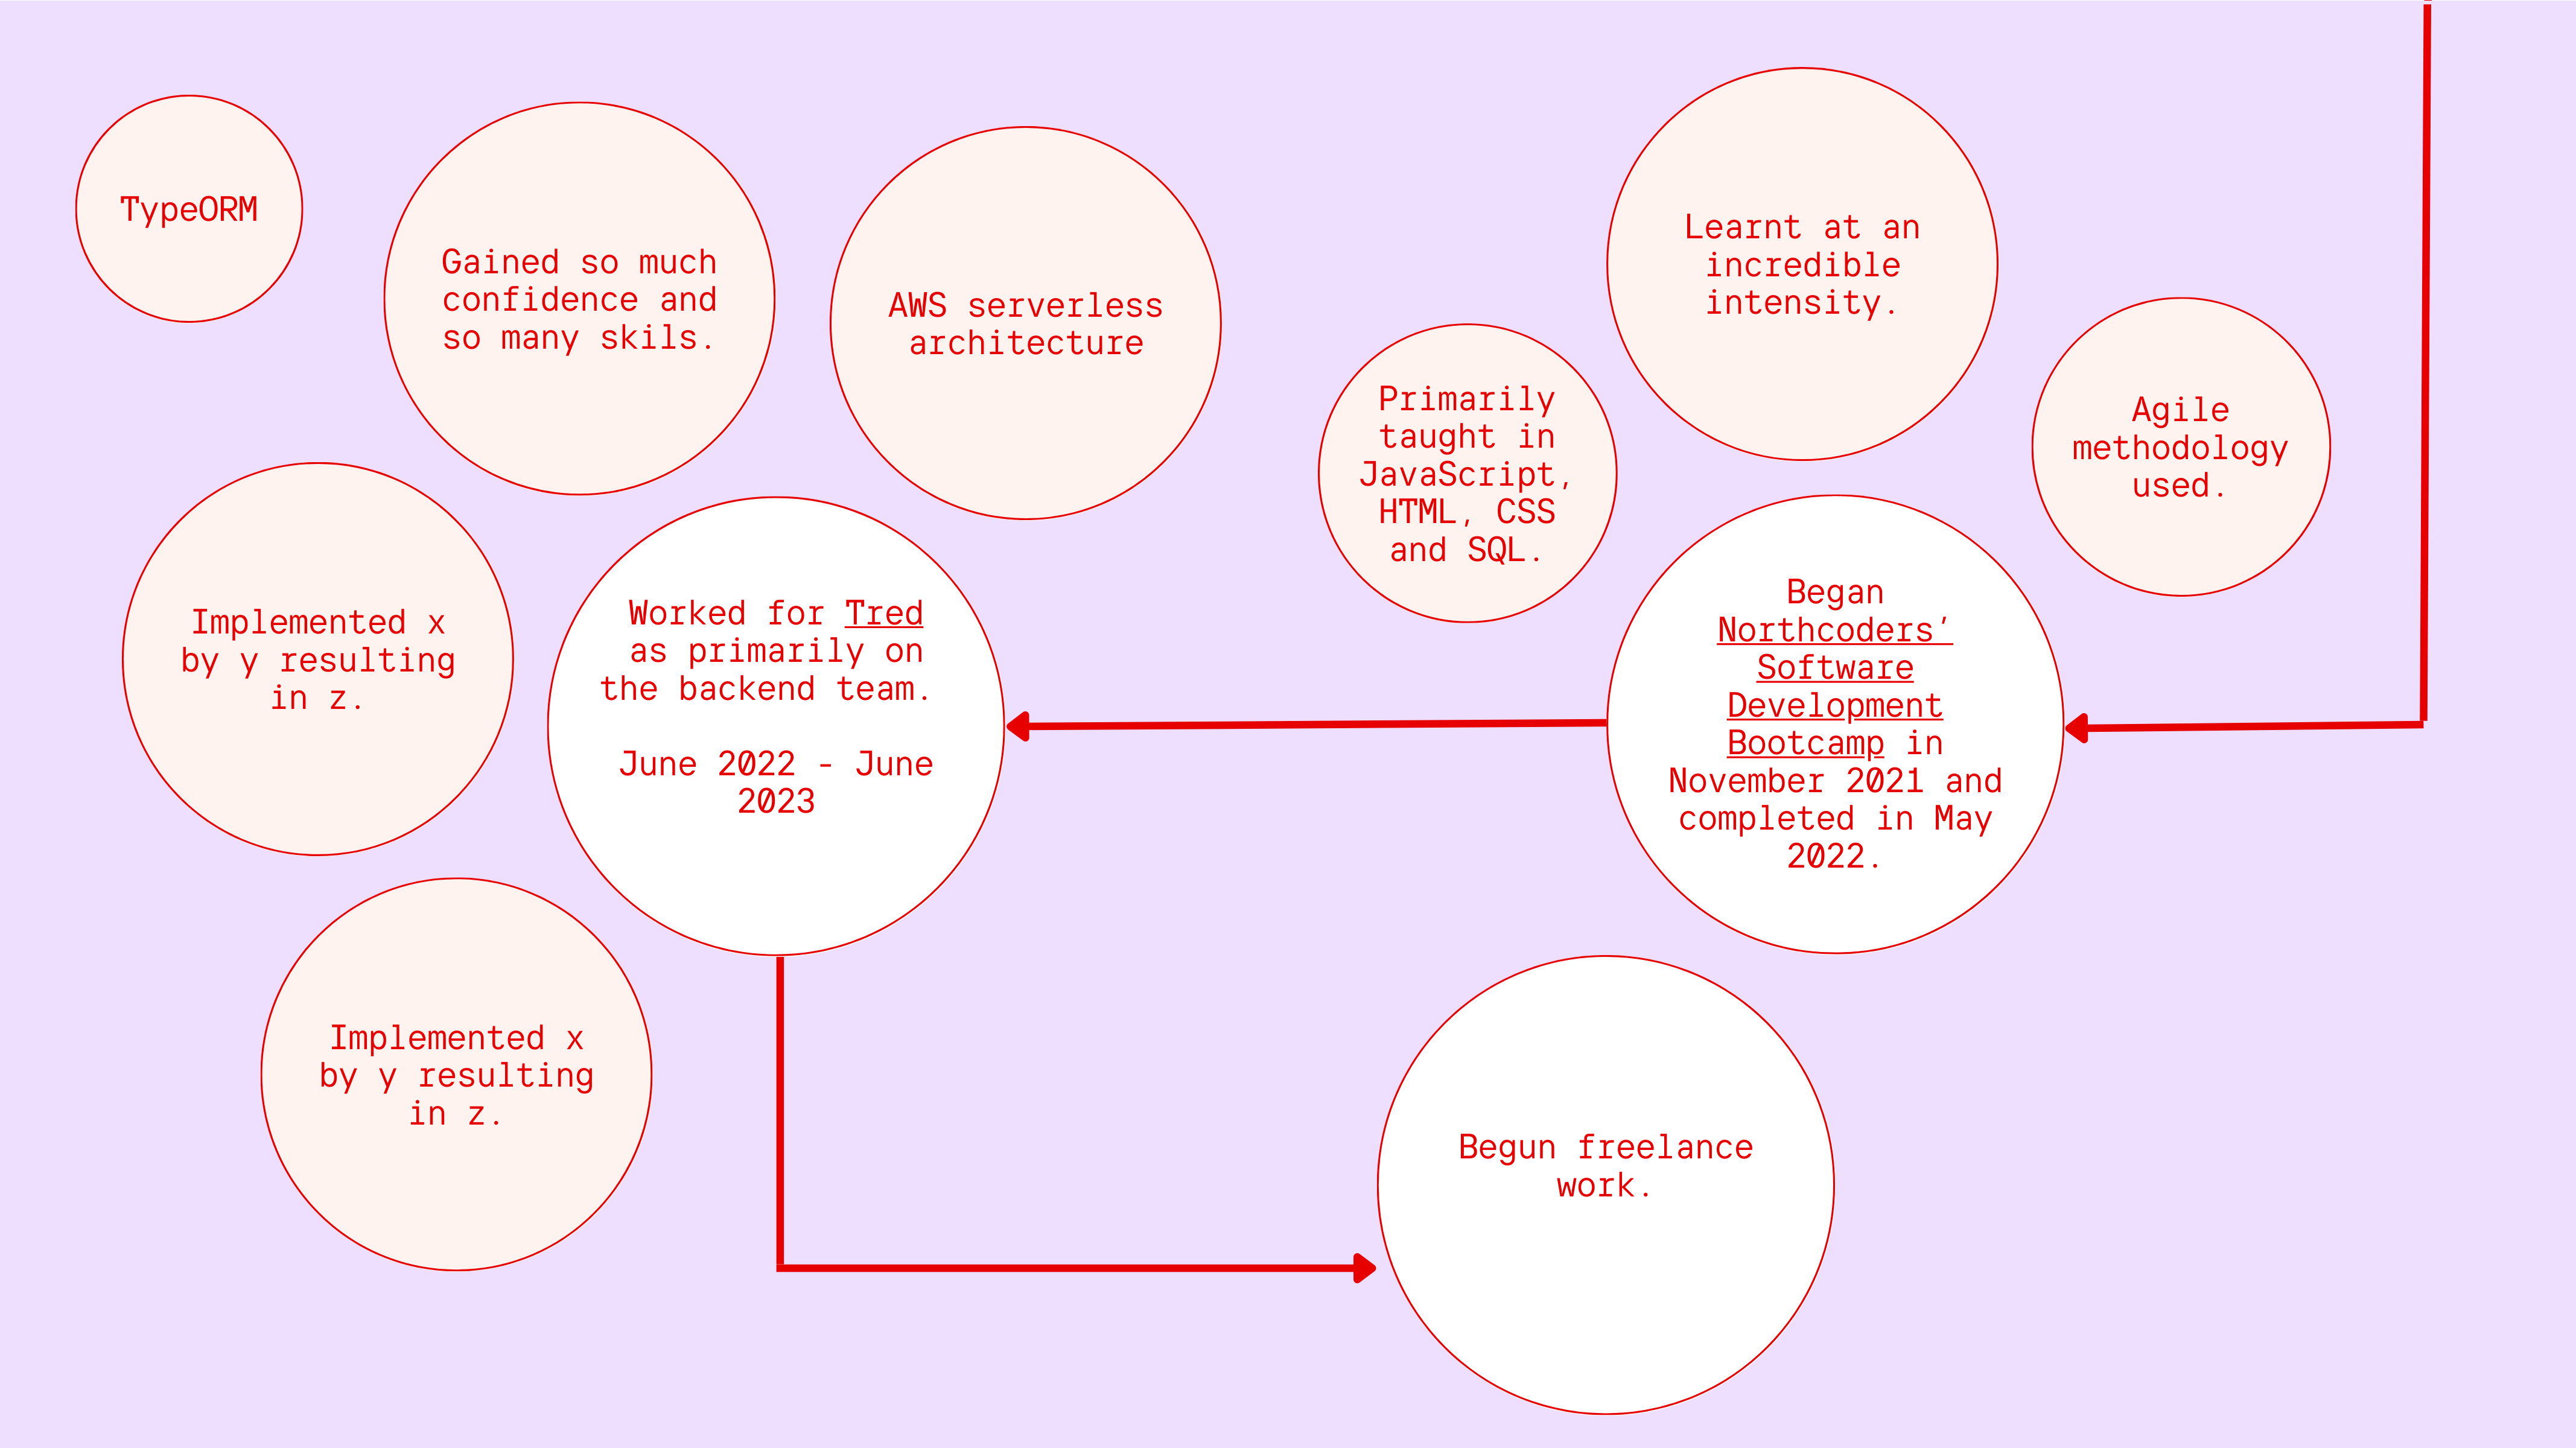 TypeORM
Gained so much
confidence and
so many skils.
AWS serverless
architecture
Learnt at an
incredible
intensity.
Primarily
taught in
JavaScript,
HTML, CSS
and SQL.
Agile
methodology
used.
Implemented x
by y resulting
in z.
Worked for Tred
as primarily on
the backend team.
June 2022 - June
2023
Began
Northcoders’
Software
Development
Bootcamp in
November 2021 and
completed in May
2022.
Implemented x
by y resulting
in z.
Begun freelance
work.